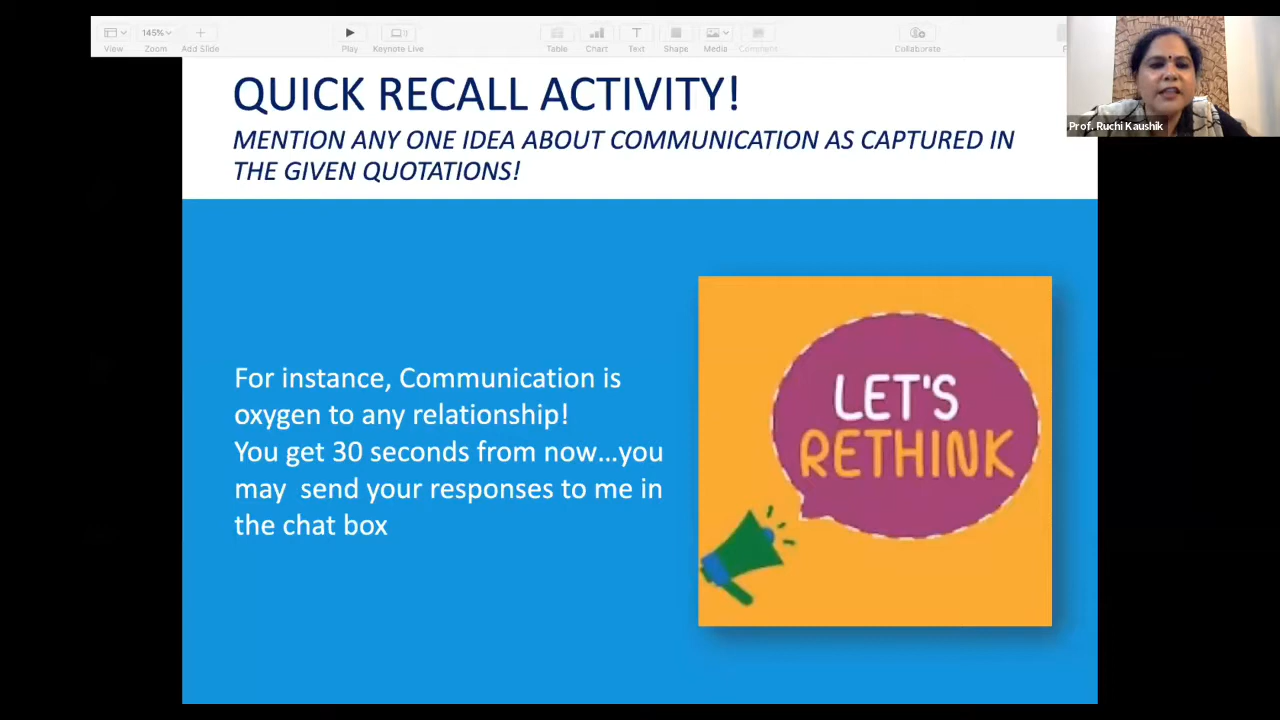 145%
View
Zoom
Add Slide
Play
Keynote Live
Table
Chart
Text
Shape
Media
Comment
Collaborate
Prof. Ruchi Kaushik
QUICK RECALL ACTIVITY!
MENTION ANY ONE IDEA ABOUT COMMUNICATION AS CAPTURED IN
THE GIVEN QUOTATIONS!
For instance, Communication is
oxygen to any relationship!
You get 30 seconds from now…you
may  send your responses to me in
the chat box
LET'S
RETHINK